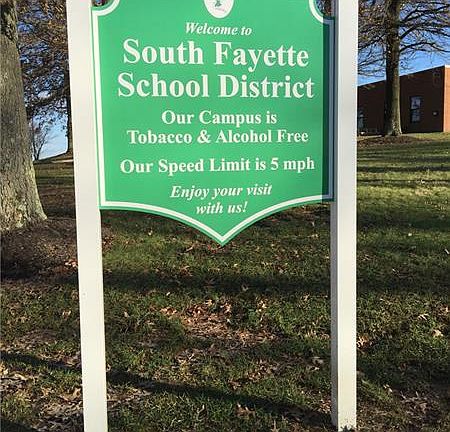 Welcome to
South Fayette
School District
Our Campus is
Tobacco & Alcohol Free
Our Speed Limit is 5 mph
Enjoy your visit
with us!